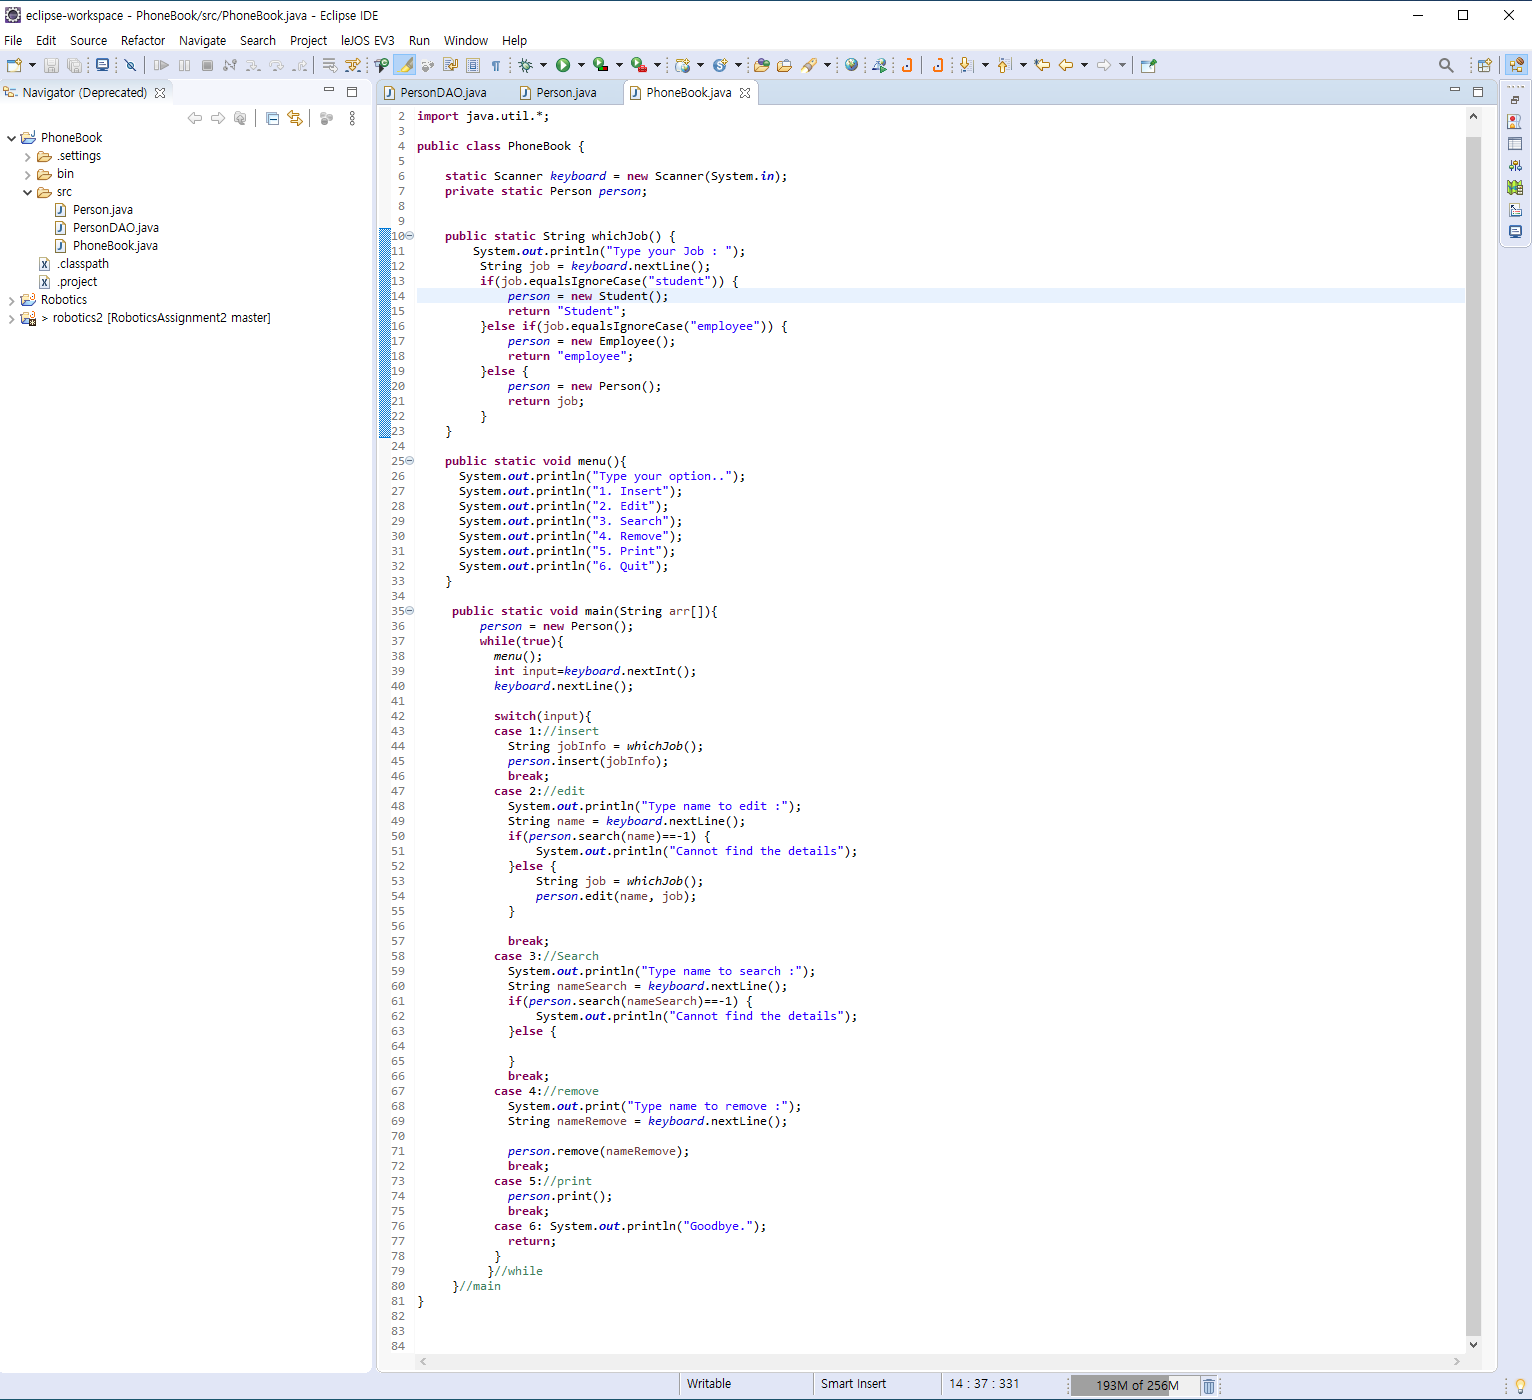 eclipse-workspace - PhoneBook/src/PhoneBook.java - Eclipse IDE
File Edit Source Refactor Navigate Search Project leJOS EV3 Run Window Help
Navigator (Deprecated)
PhoneBook
.settings
bin
src
Person.java
PersonDAO.java
PhoneBook.java
.classpath
.project
Robotics
> robotics2 [RoboticsAssignment2 master]
PersonDAO.java Person.java PhoneBook.java
2 import java.util.*;
3
4 public class PhoneBook {
5
6 static Scanner keyboard = new Scanner(System.in);
7 private static Person person;
8
9
10 public static String whichJob() {
11 System.out.println("Type your Job : ");
12 String job = keyboard.nextLine();
13 if(job.equalsIgnoreCase("student")) {
14 person = new Student();
15 return "Student";
16 }else if(job.equalsIgnoreCase("employee")) {
17 person = new Employee();
18 return "employee";
19 }else {
20 person = new Person();
21 return job;
22 }
23 }
24
25 public static void menu(){
26 System.out.println("Type your option..");
27 System.out.println("1. Insert");
28 System.out.println("2. Edit");
29 System.out.println("3. Search");
30 System.out.println("4. Remove");
31 System.out.println("5. Print");
32 System.out.println("6. Quit");
33 }
34
35 public static void main(String arr[]){
36 person = new Person();
37 while(true){
38 menu();
39 int input=keyboard.nextInt();
40 keyboard.nextLine();
41
42 switch(input){
43 case 1://insert
44 String jobInfo = whichJob();
45 person.insert(jobInfo);
46 break;
47 case 2://edit
48 System.out.println("Type name to edit :");
49 String name = keyboard.nextLine();
50 if(person.search(name)==-1) {
51 System.out.println("Cannot find the details");
52 }else {
53 String job = whichJob();
54 person.edit(name, job);
55 }
56
57 break;
58 case 3://Search
59 System.out.println("Type name to search :");
60 String nameSearch = keyboard.nextLine();
61 if(person.search(nameSearch)==-1) {
62 System.out.println("Cannot find the details");
63 }else {
64
65 }
66 break;
67 case 4://remove
68 System.out.print("Type name to remove :");
69 String nameRemove = keyboard.nextLine();
70
71 person.remove(nameRemove);
72 break;
73 case 5://print
74 person.print();
75 break;
76 case 6: System.out.println("Goodbye.");
77 return;
78 }
79 }//while
80 }//main
81 }
82
83
84
Writable Smart Insert 14 : 37 : 331 193M of 256M